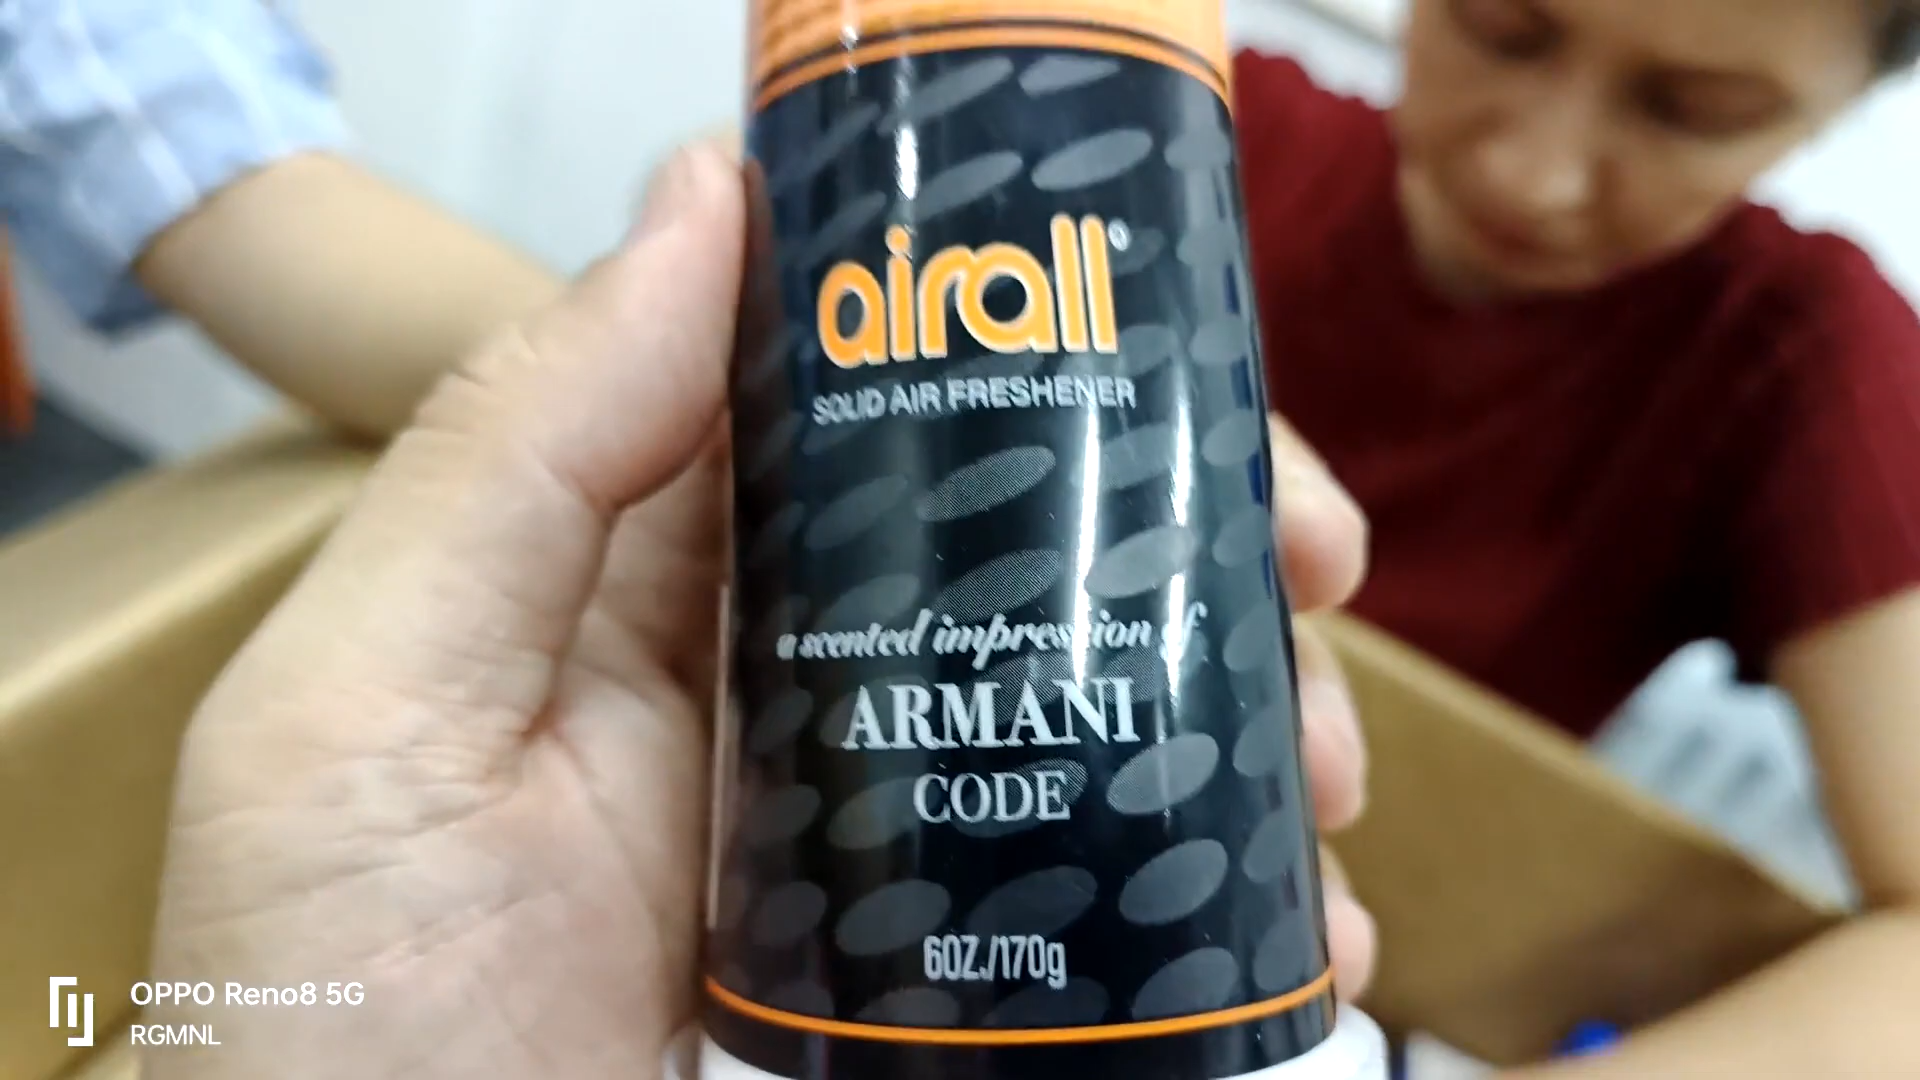 airall®
SOLID AIR FRESHENER
a scented impression of
ARMANI
CODE
6OZ./170g
OPPO Reno8 5G
RGMNL